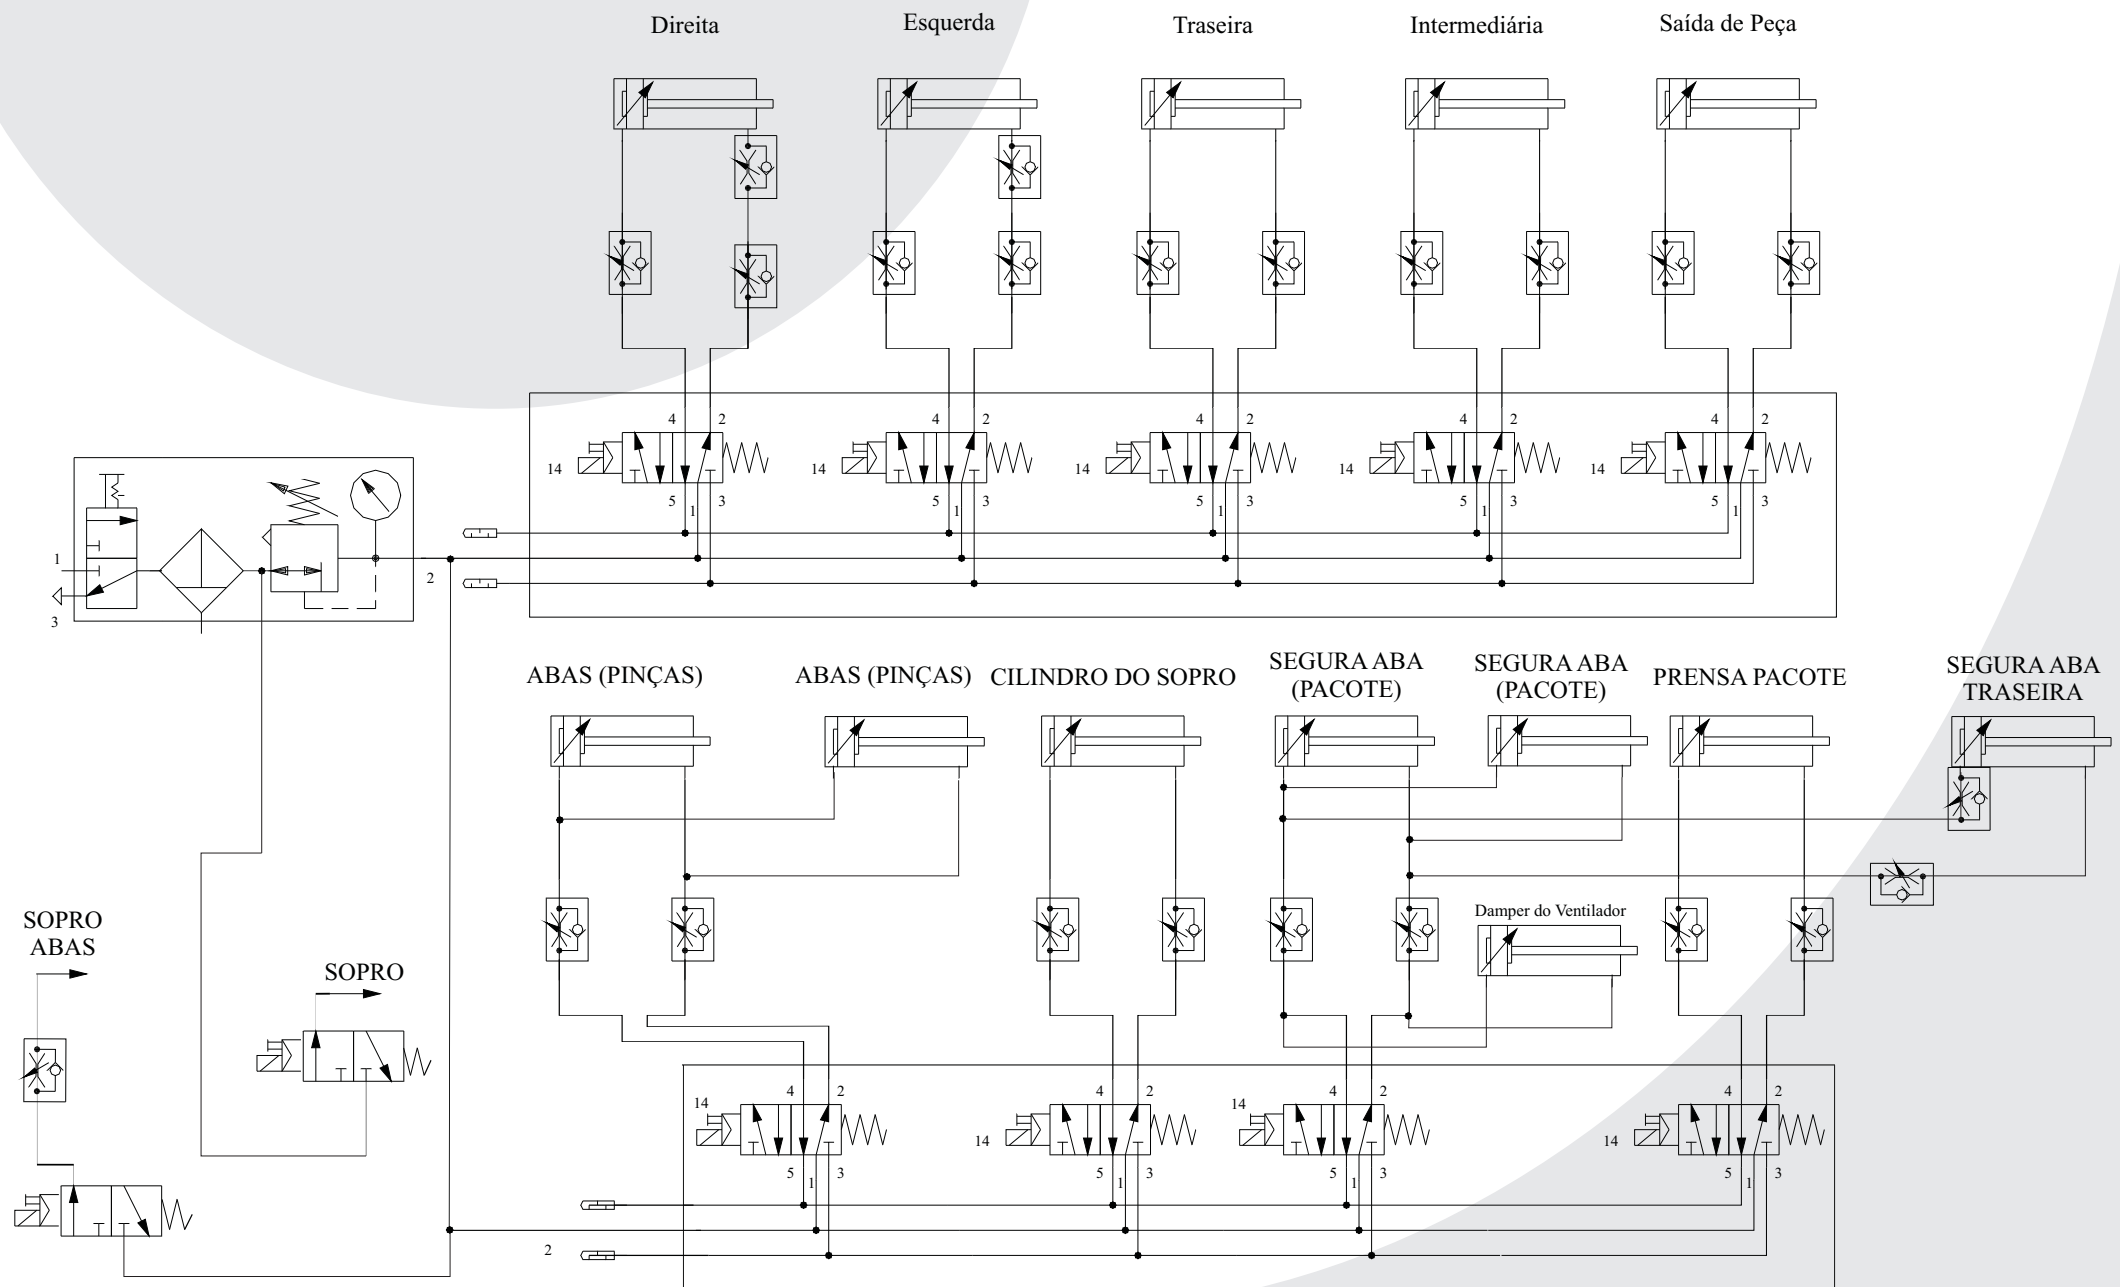 Direita
Esquerda
Traseira
Intermediária
Saída de Peça
4 2
4 2
4 2
4 2
4 2
14
14
14
14
14
5 1 3
5 1 3
5 1 3
5 1 3
5 1 3
1
2
3
ABAS (PINÇAS)
ABAS (PINÇAS)
CILINDRO DO SOPRO
SEGURA ABA
(PACOTE)
SEGURA ABA
(PACOTE)
PRENSA PACOTE
SEGURA ABA
TRASEIRA
Damper do Ventilador
SOPRO
ABAS
SOPRO
14
4 2
4 2
14
4 2
4 2
14
14
5 1 3
5 1 3
5 1 3
5 1 3
2